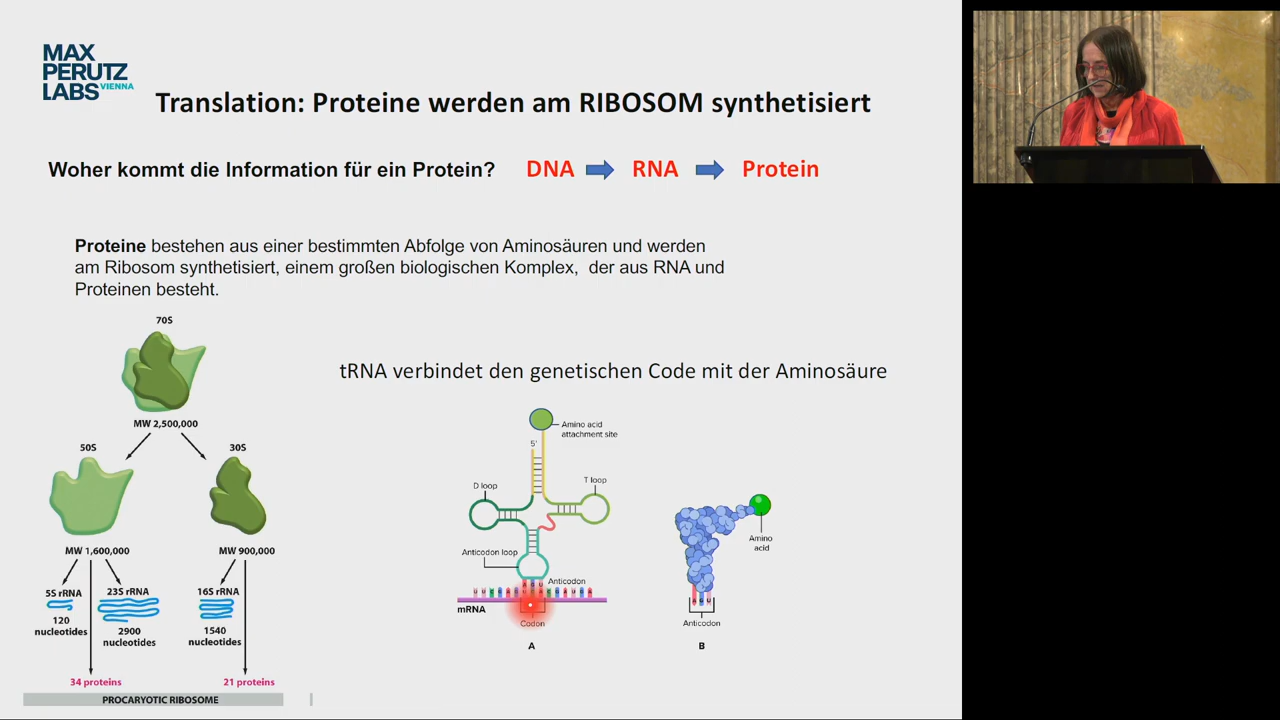 MAX
PERUTZ
LABS VIENNA
Translation: Proteine werden am RIBOSOM synthetisiert
Woher kommt die Information für ein Protein? DNA RNA Protein
Proteine bestehen aus einer bestimmten Abfolge von Aminosäuren und werden
am Ribosom synthetisiert, einem großen biologischen Komplex, der aus RNA und
Proteinen besteht.
70S
MW 2,500,000
50S 30S
MW 1,600,000 MW 900,000
5S rRNA 23S rRNA 16S rRNA
120
nucleotides
2900
nucleotides
1540
nucleotides
34 proteins 21 proteins
PROCARYOTIC RIBOSOME
tRNA verbindet den genetischen Code mit der Aminosäure
Amino acid
attachment site
5'
D loop
T loop
Anticodon loop
Anticodon
mRNA
Codon
A
Amino
acid
Anticodon
B